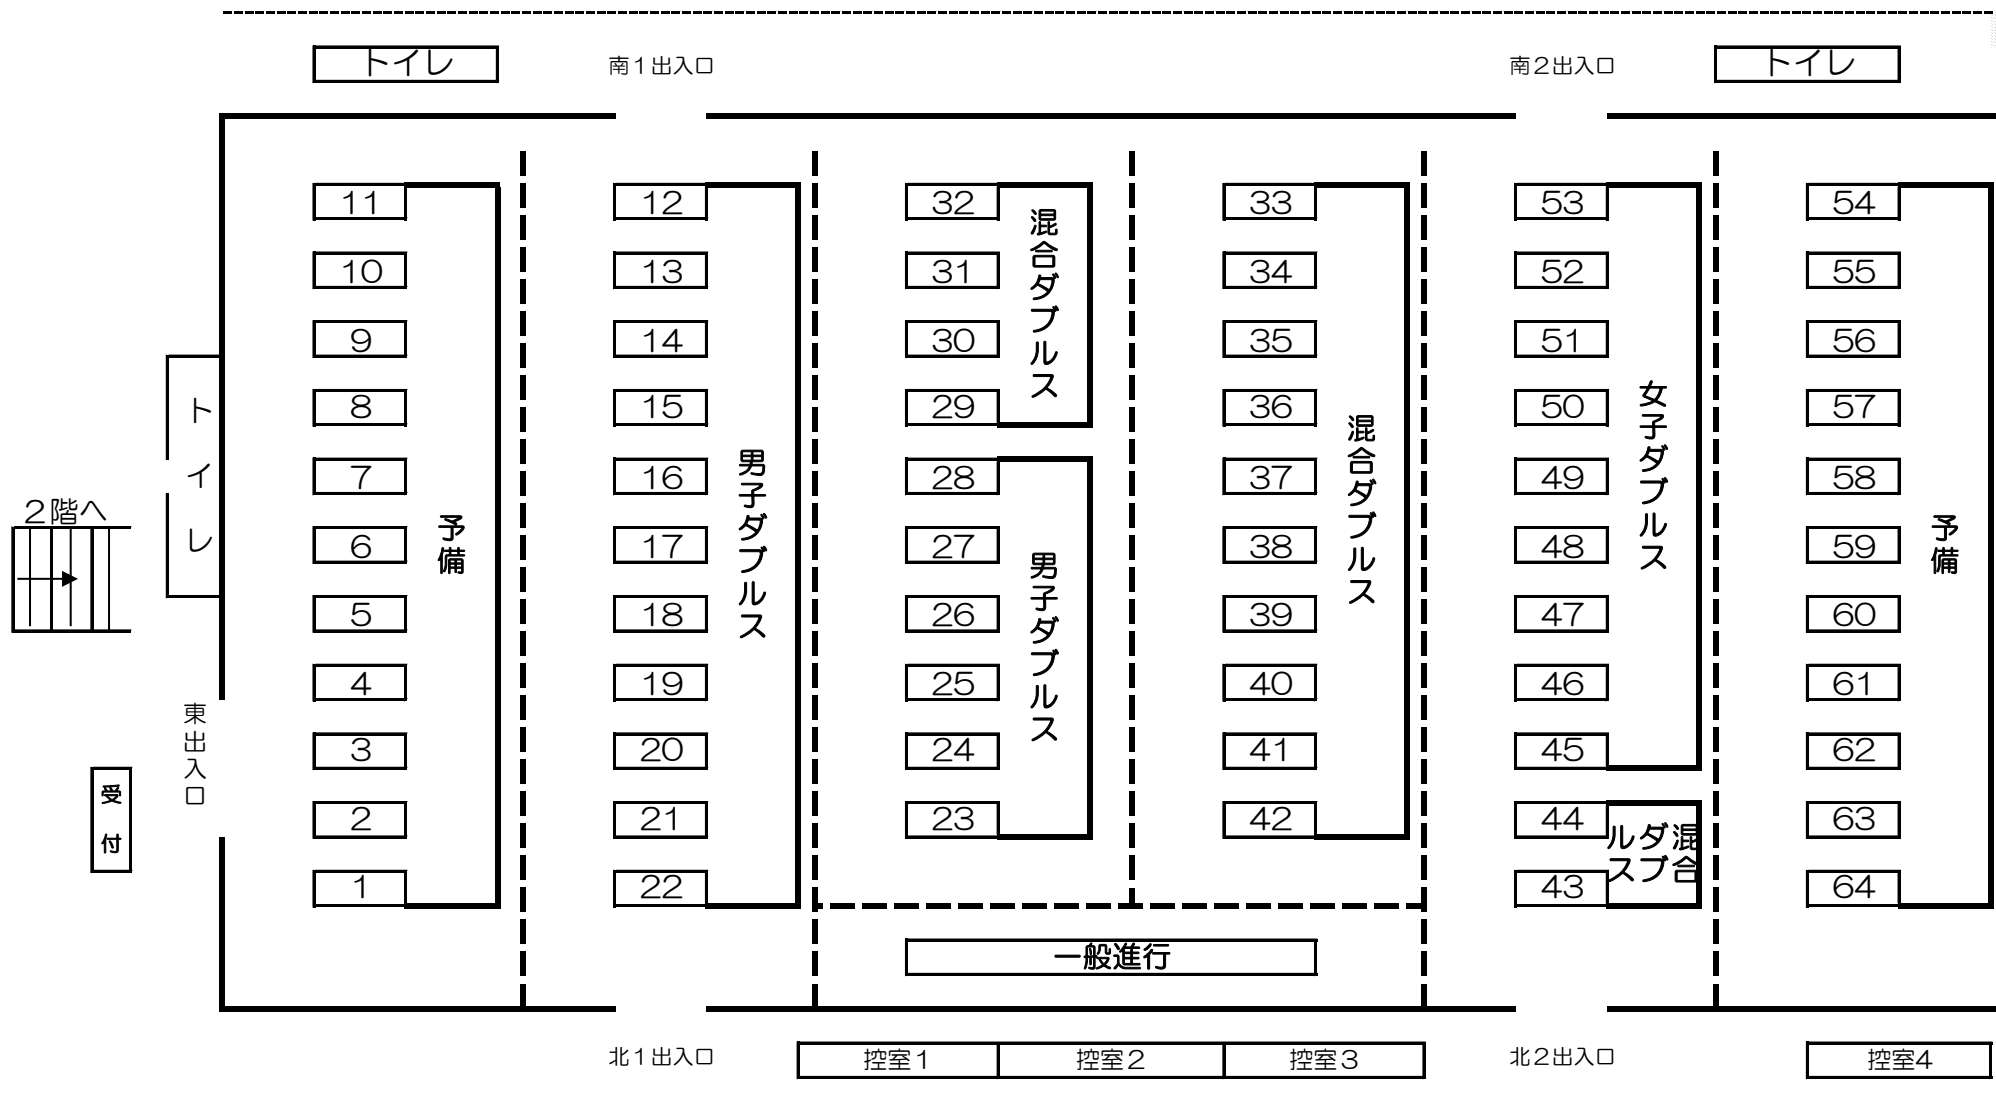 トイレ 南１出入口 南２出入口 トイレ
11 12 32 33 53 54
10 13 31 34 52 55
9 14 30 35 51 56
8 15 29 36 50 57
7 16 28 37 49 58
6 17 27 38 48 59
5 18 26 39 47 60
4 19 25 40 46 61
3 20 24 41 45 62
2 21 23 42 44 63
1 22 43 64
予備
男子ダブルス
混合ダブルス
男子ダブルス
混合ダブルス
女子ダブルス
混合ダブルス
予備
トイレ
２階へ
東出入口
受付
一般進行
北１出入口 控室１ 控室２ 控室３ 北２出入口 控室4